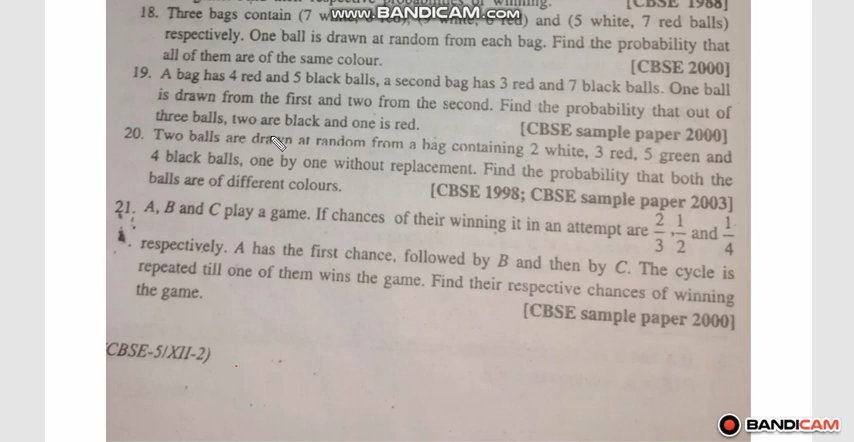 of winning.
[CBSE 1988]
www.BANDICAM.com
18. Three bags contain (7 and (5 white, 7 red balls)
respectively. One ball is drawn at random from each bag. Find the probability that
all of them are of the same colour. [CBSE 2000]
19. A bag has 4 red and 5 black balls, a second bag has 3 red and 7 black balls. One ball
is drawn from the first and two from the second. Find the probability that out of
three balls, two are black and one is red. [CBSE sample paper 2000]
20. Two balls are drawn at random from a bag containing 2 white, 3 red, 5 green and
4 black balls, one by one without replacement. Find the probability that both the
balls are of different colours. [CBSE 1998; CBSE sample paper 2003]
21. A, B and C play a game. If chances of their winning it in an attempt are 2/3, 1/2 and 1/4
respectively. A has the first chance, followed by B and then by C. The cycle is
repeated till one of them wins the game. Find their respective chances of winning
the game. [CBSE sample paper 2000]
CBSE-5/XII-2)
BANDICAM